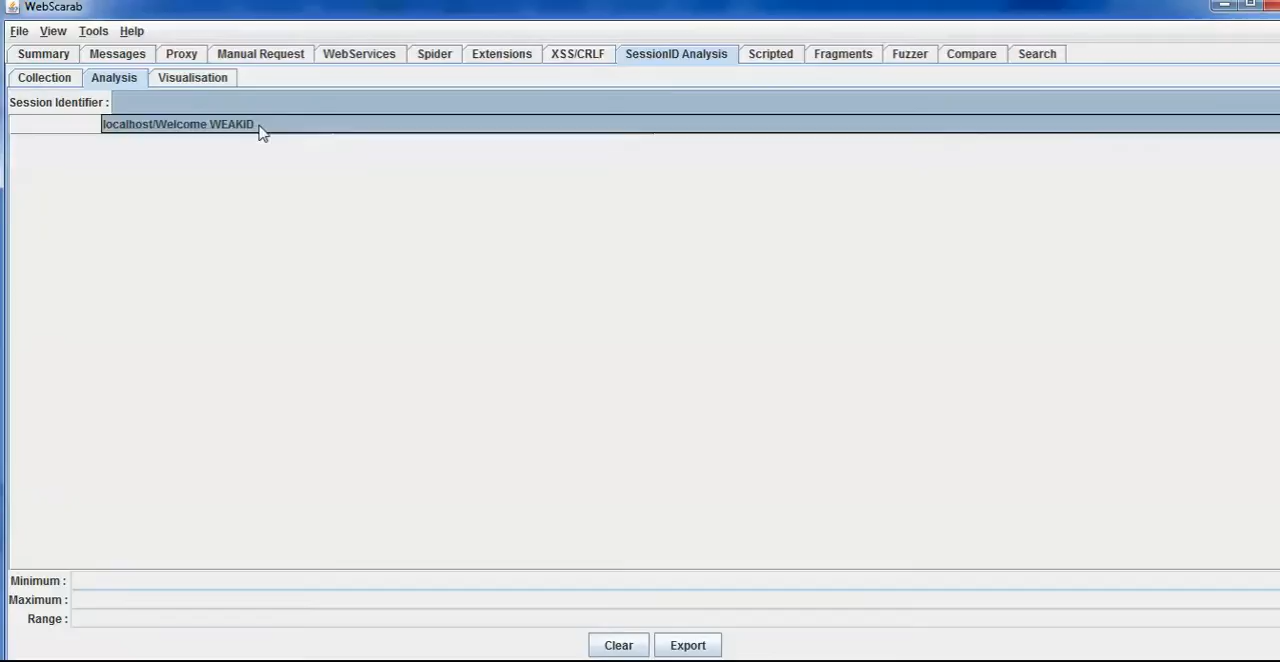 WebScarab
File View Tools Help
Summary Messages Proxy Manual Request WebServices Spider Extensions XSS/CRLF SessionID Analysis Scripted Fragments Fuzzer Compare Search
Collection Analysis Visualisation
Session Identifier :
localhost/Welcome WEAKID
Minimum :
Maximum :
Range :
Clear Export